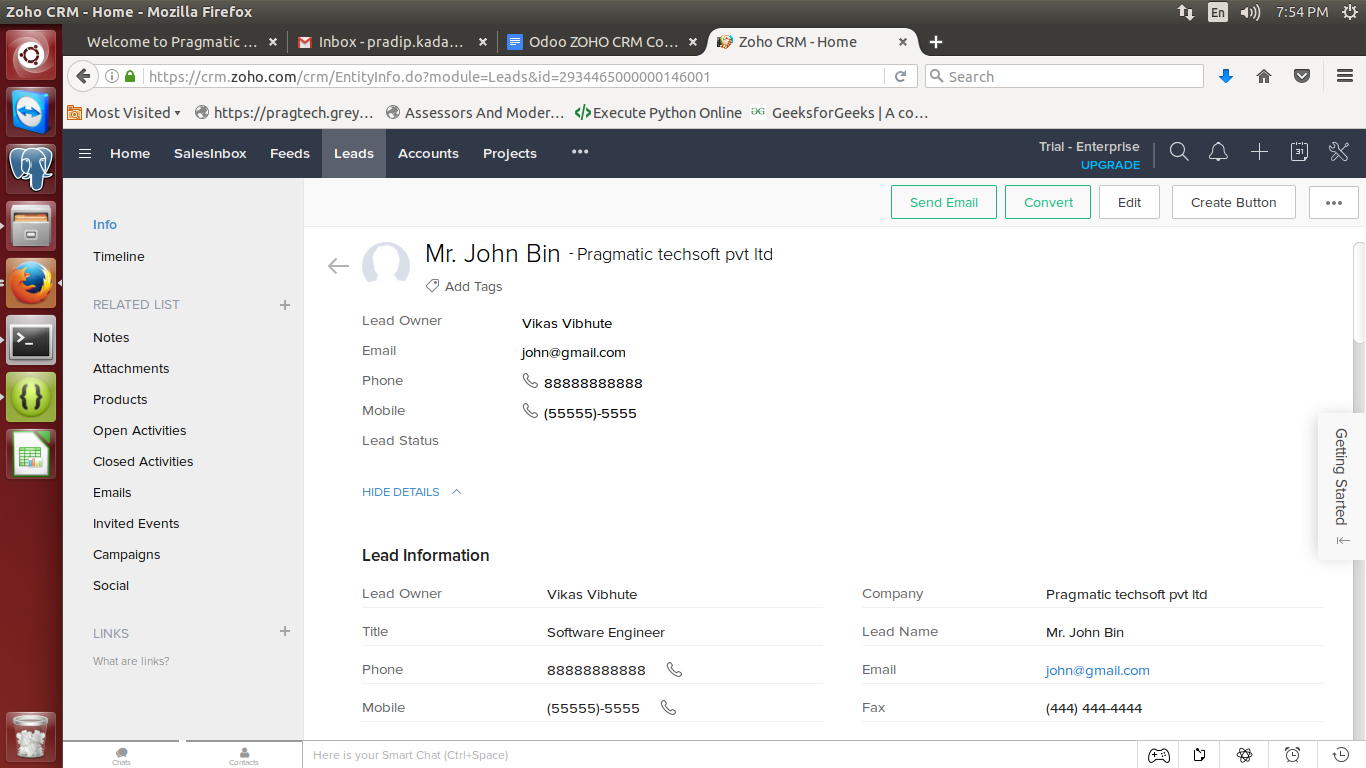 Zoho CRM - Home - Mozilla Firefox
En
7:54 PM
Welcome to Pragmatic ...
Inbox - pradip.kada...
Odoo ZOHO CRM Co...
Zoho CRM - Home
https://crm.zoho.com/crm/EntityInfo.do?module=Leads&id=2934465000000146001
Search
Most Visited
https://pragtech.grey...
Assessors And Moder...
Execute Python Online
GeeksforGeeks | A co...
Home
SalesInbox
Feeds
Leads
Accounts
Projects
Trial - Enterprise
UPGRADE
31
Send Email
Convert
Edit
Create Button
Info
Timeline
RELATED LIST
Notes
Attachments
Products
Open Activities
Closed Activities
Emails
Invited Events
Campaigns
Social
LINKS
What are links?
Mr. John Bin - Pragmatic techsoft pvt ltd
Add Tags
Lead Owner Vikas Vibhute
Email john@gmail.com
Phone 88888888888
Mobile (55555)-5555
Lead Status
HIDE DETAILS
Getting Started
Lead Information
Lead Owner Vikas Vibhute
Company Pragmatic techsoft pvt ltd
Title Software Engineer
Lead Name Mr. John Bin
Phone 88888888888
Email john@gmail.com
Mobile (55555)-5555
Fax (444) 444-4444
Chats
Contacts
Here is your Smart Chat (Ctrl+Space)